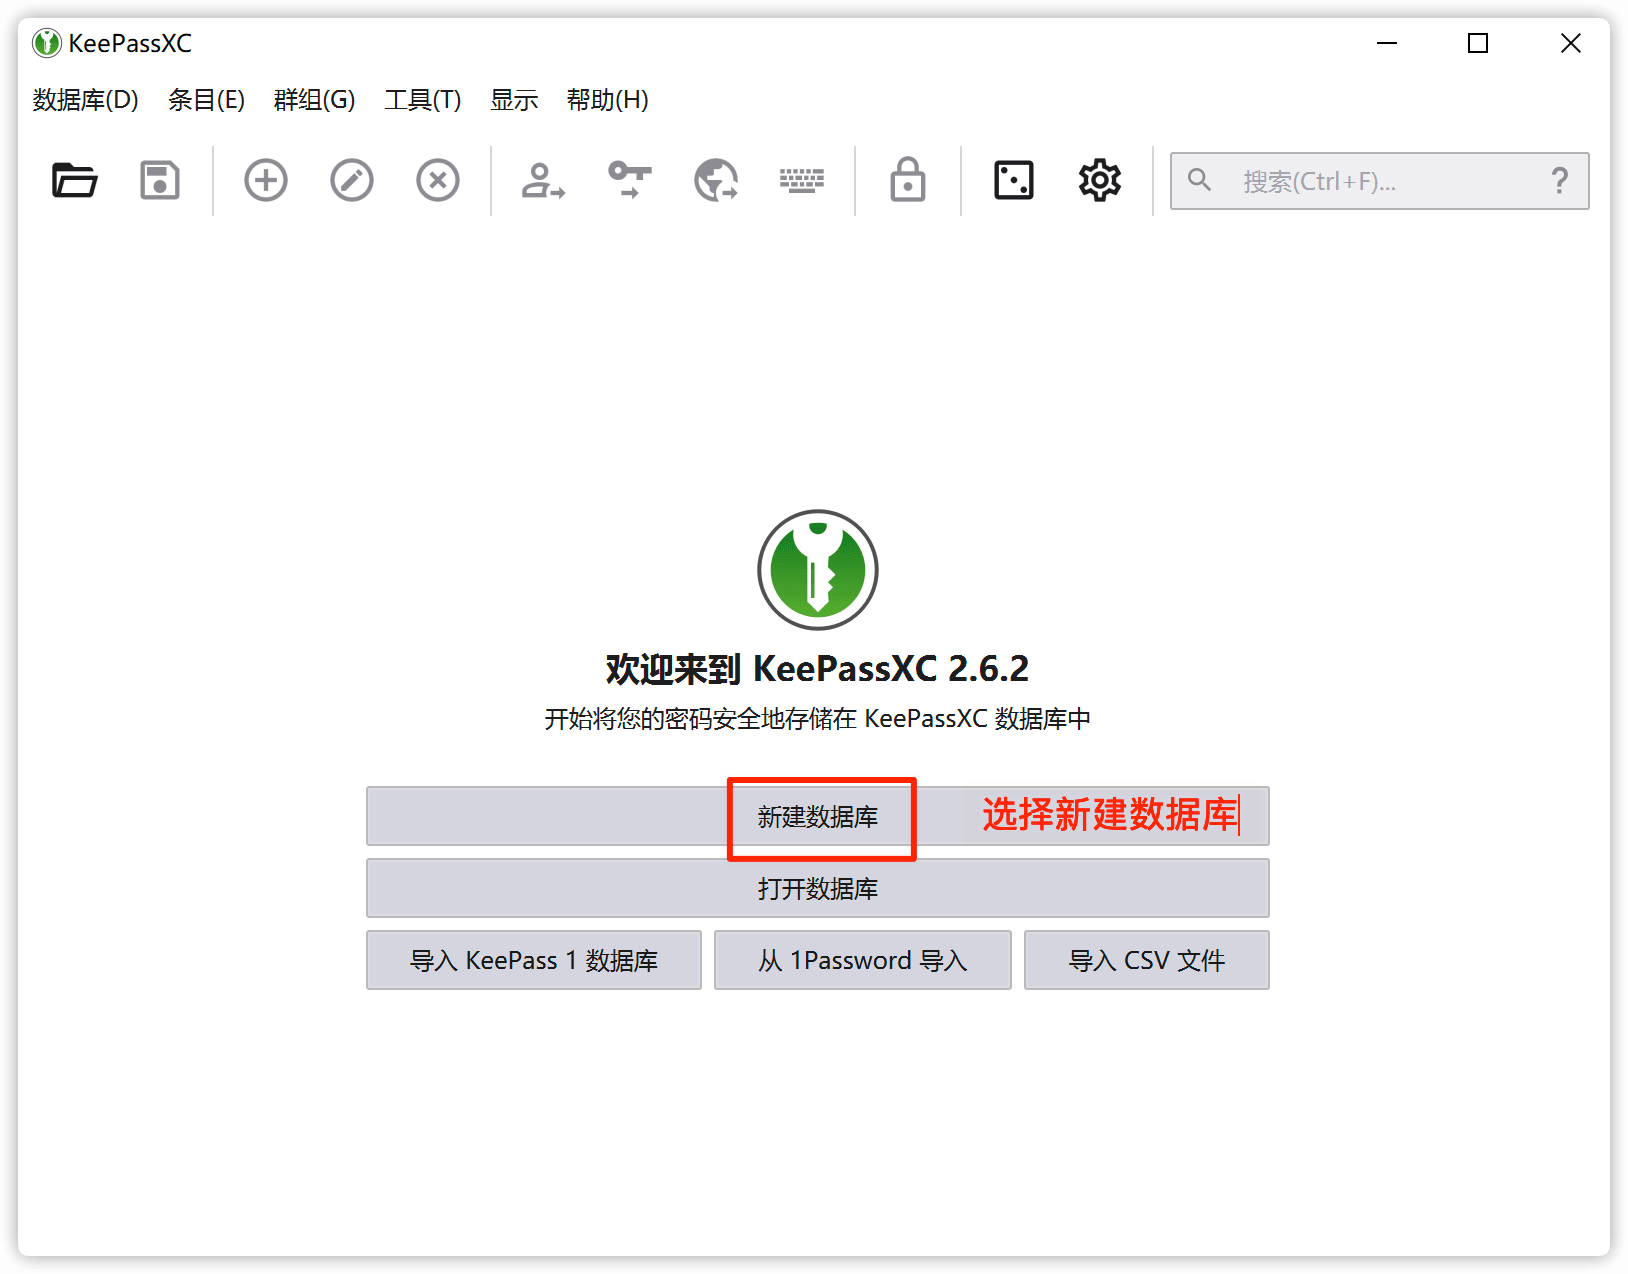 KeePassXC
数据库(D) 条目(E) 群组(G) 工具(T) 显示 帮助(H)
搜索(Ctrl+F)... ?
欢迎来到 KeePassXC 2.6.2
开始将您的密码安全地存储在 KeePassXC 数据库中
新建数据库 选择新建数据库
打开数据库
导入 KeePass 1 数据库 从 1Password 导入 导入 CSV 文件